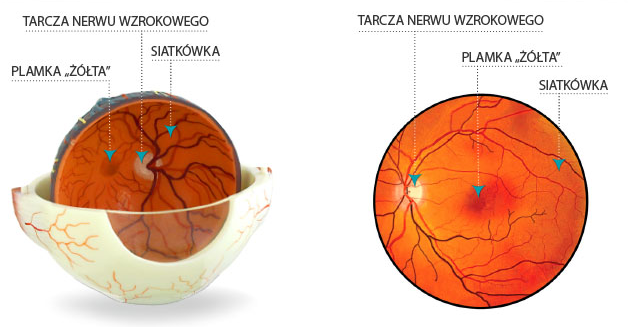 TARCZA NERWU WZROKOWEGO
SIATKÓWKA
PLAMKA „ŻÓŁTA”
TARCZA NERWU WZROKOWEGO
PLAMKA „ŻÓŁTA”
SIATKÓWKA